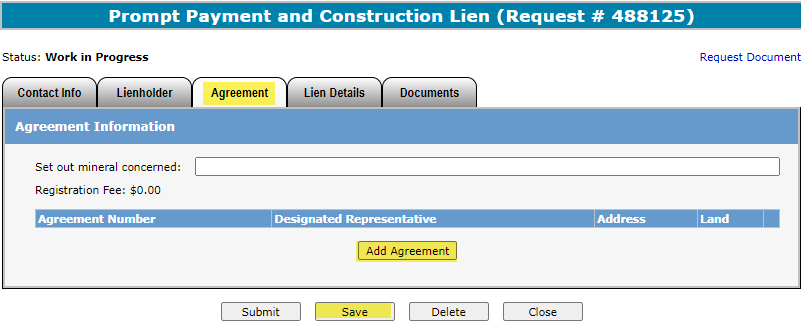 Prompt Payment and Construction Lien (Request # 488125)
Status: Work in Progress Request Document
Contact Info Lienholder Agreement Lien Details Documents
Agreement Information
Set out mineral concerned:
Registration Fee: $0.00
Agreement Number Designated Representative Address Land
Add Agreement
Submit Save Delete Close